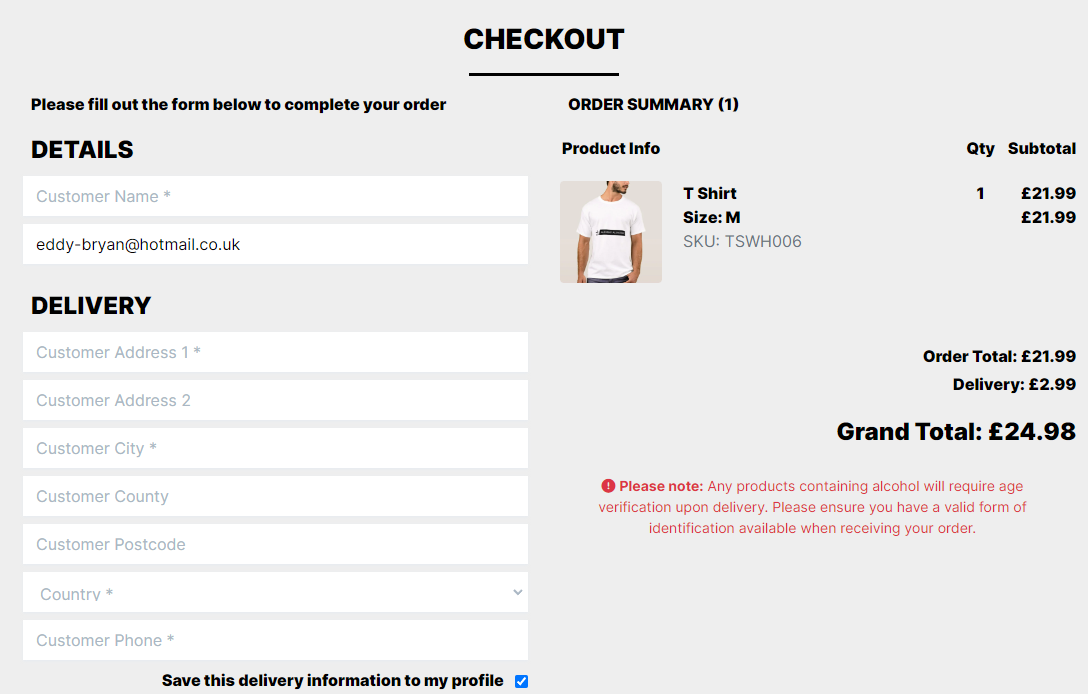 CHECKOUT
Please fill out the form below to complete your order
DETAILS
Customer Name *
eddy-bryan@hotmail.co.uk
DELIVERY
Customer Address 1 *
Customer Address 2
Customer City *
Customer County
Customer Postcode
Country *
Customer Phone *
Save this delivery information to my profile
ORDER SUMMARY (1)
Product Info Qty Subtotal
T Shirt 1 £21.99
Size: M £21.99
SKU: TSWH006
Order Total: £21.99
Delivery: £2.99
Grand Total: £24.98
Please note: Any products containing alcohol will require age
verification upon delivery. Please ensure you have a valid form of
identification available when receiving your order.